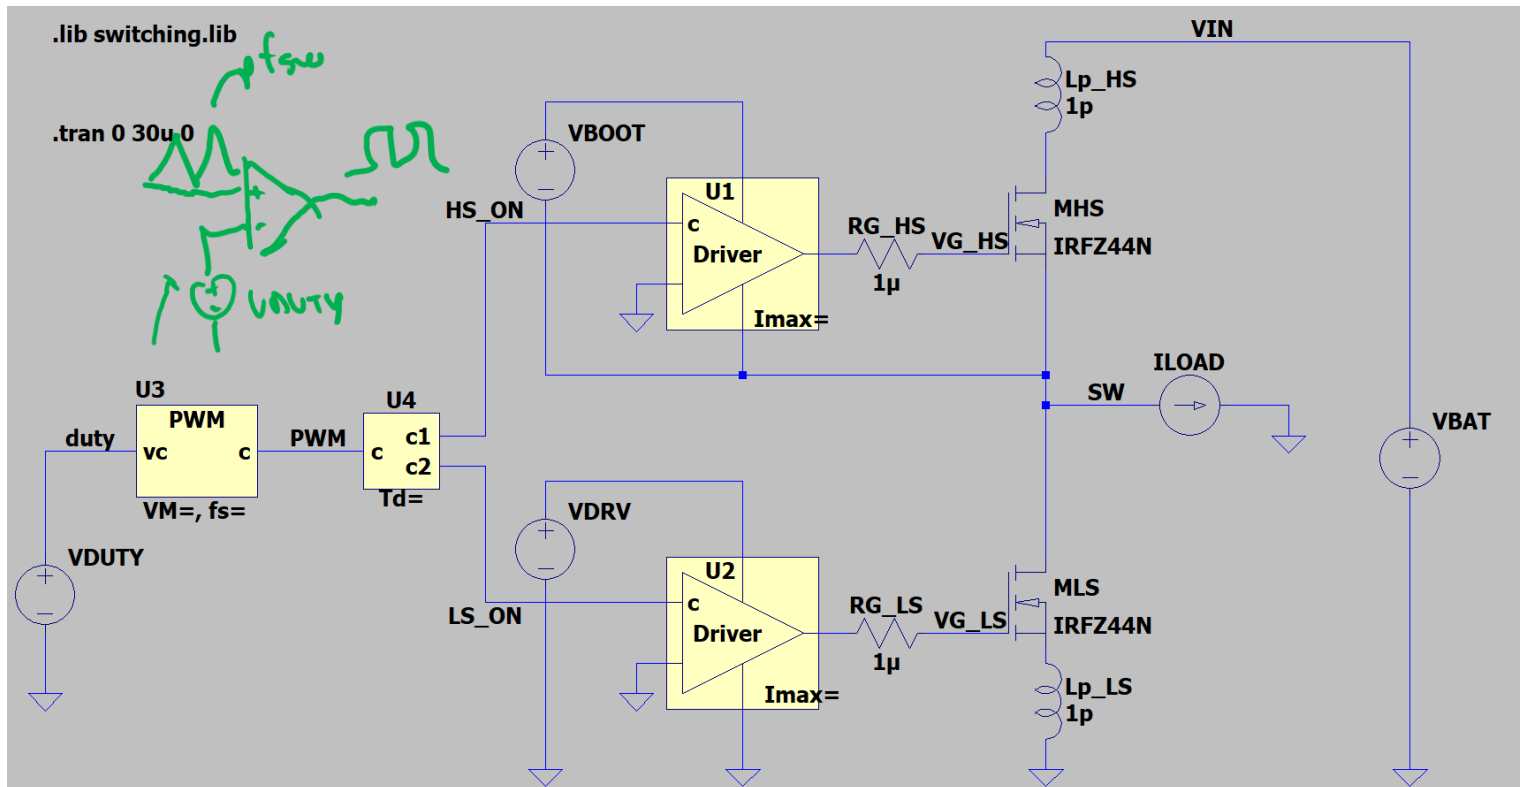 .lib switching.lib
fsw
.tran 0 30u 0
VDUTY
VIN
Lp_HS
1p
VBOOT
HS_ON
U1
c
Driver
Imax=
RG_HS
1µ
VG_HS
MHS
IRFZ44N
ILOAD
SW
VBAT
U3
PWM
vc
c
VM=, fs=
duty
VDUTY
PWM
U4
c
c1
c2
Td=
VDRV
LS_ON
U2
c
Driver
Imax=
RG_LS
1µ
VG_LS
MLS
IRFZ44N
Lp_LS
1p